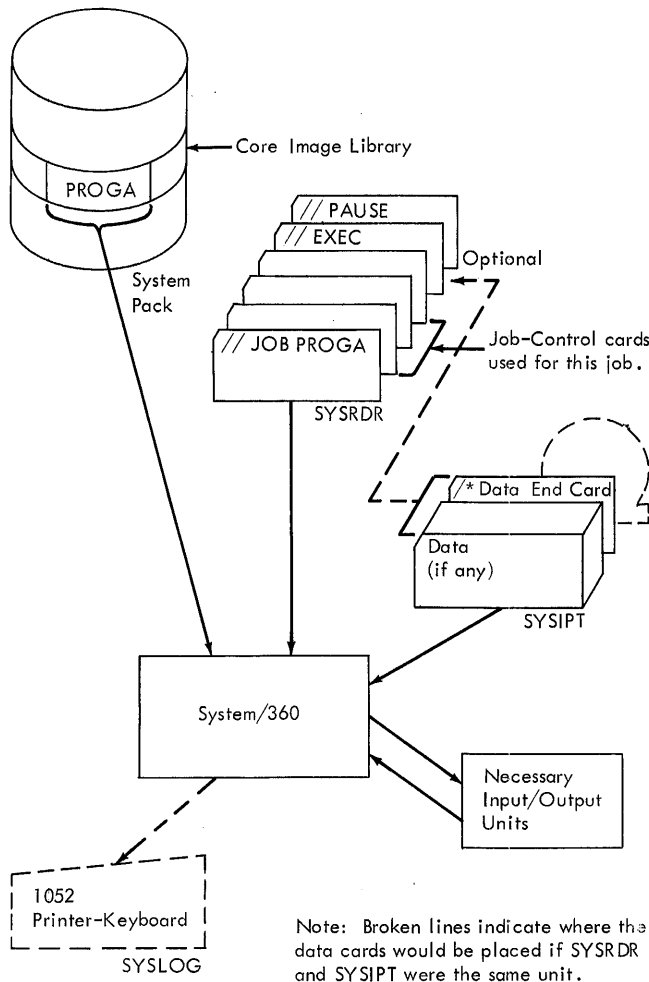 Core Image Library
PROGA
System
Pack
// PAUSE
// EXEC
Optional
// JOB PROGA
Job-Control cards
used for this job.
SYSRDR
/* Data End Card
Data
(if any)
SYSIPT
System/360
Necessary
Input/Output
Units
1052
Printer-Keyboard
SYSLOG
Note: Broken lines indicate where the
data cards would be placed if SYSRDR
and SYSIPT were the same unit.